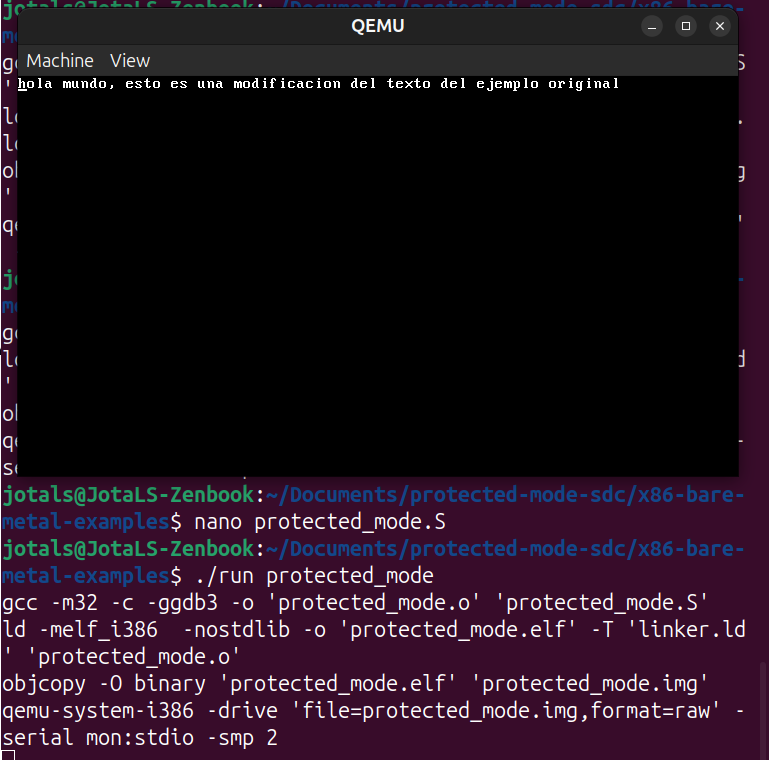 jotals@JotaLS-Zenbook:~/Documents/protected-mode-sdc/x86-bare-
QEMU
Machine View
hola mundo, esto es una modificacion del texto del ejemplo original
jotals@JotaLS-Zenbook:~/Documents/protected-mode-sdc/x86-bare-
metal-examples$ nano protected_mode.S
jotals@JotaLS-Zenbook:~/Documents/protected-mode-sdc/x86-bare-
metal-examples$ ./run protected_mode
gcc -m32 -c -ggdb3 -o 'protected_mode.o' 'protected_mode.S'
ld -melf_i386  -nostdlib -o 'protected_mode.elf' -T 'linker.ld
' 'protected_mode.o'
objcopy -O binary 'protected_mode.elf' 'protected_mode.img'
qemu-system-i386 -drive 'file=protected_mode.img,format=raw' -
serial mon:stdio -smp 2